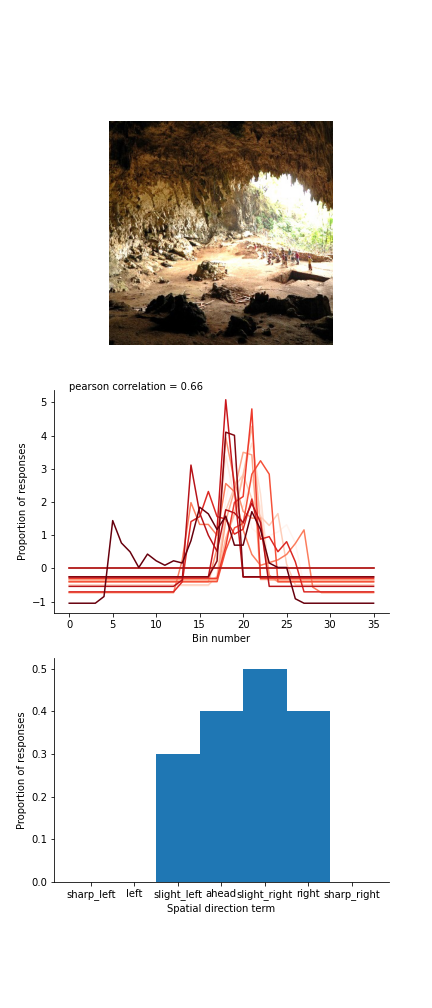 pearson correlation = 0.66
Proportion of responses
5
4
3
2
1
0
−1
0 5 10 15 20 25 30 35
Bin number
Proportion of responses
0.5
0.4
0.3
0.2
0.1
0.0
sharp_left left slight_left ahead slight_right right sharp_right
Spatial direction term